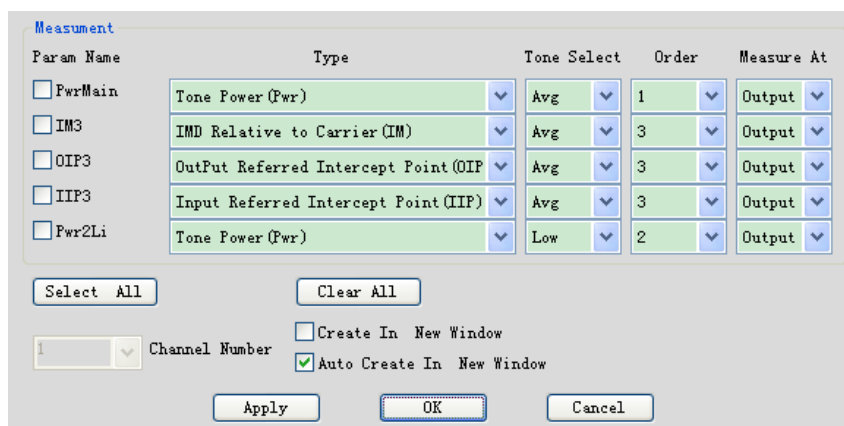 Measument
Param Name Type Tone Select Order Measure At
PwrMain Tone Power(Pwr) Avg 1 Output
IM3 IMD Relative to Carrier(IM) Avg 3 Output
OIP3 OutPut Referred Intercept Point(OIP Avg 3 Output
IIP3 Input Referred Intercept Point(IIP) Avg 3 Output
Pwr2Li Tone Power(Pwr) Low 2 Output
Select All Clear All
Create In New Window
1 Channel Number
Auto Create In New Window
Apply OK Cancel